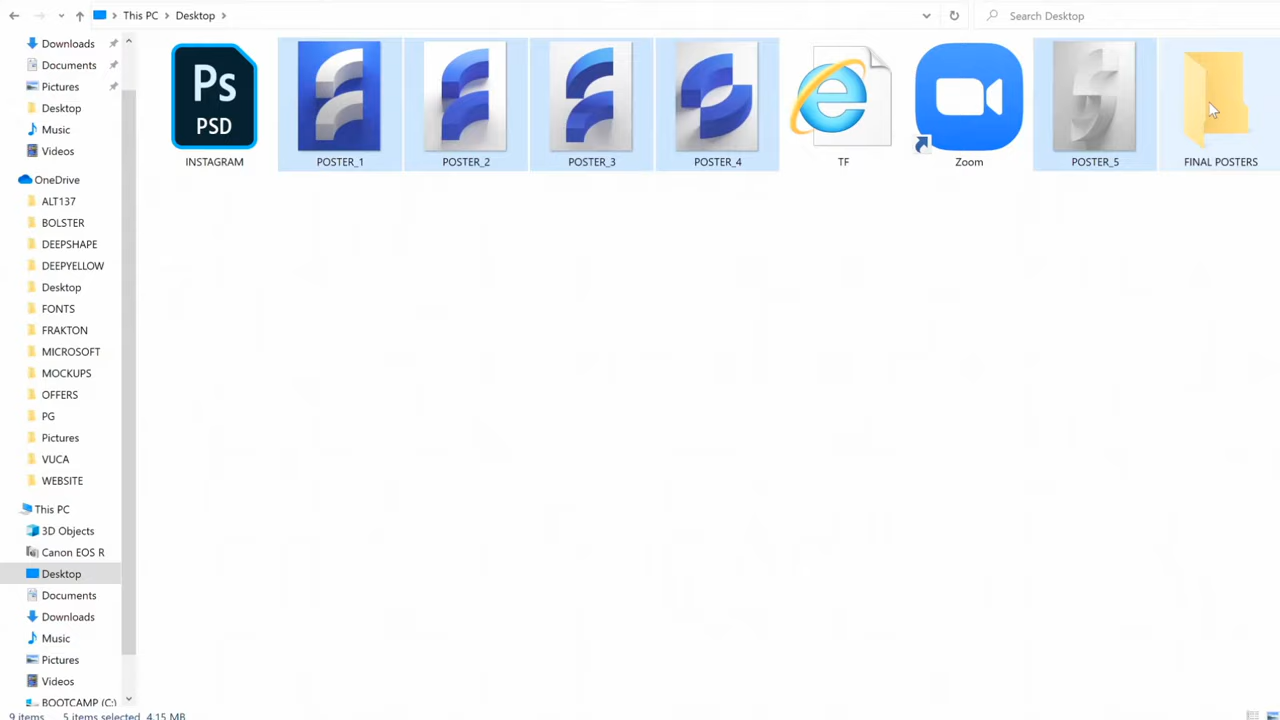 This PC > Desktop >
Search Desktop
Downloads
Documents
Pictures
Desktop
Music
Videos
OneDrive
ALT137
BOLSTER
DEEPSHAPE
DEEPYELLOW
Desktop
FONTS
FRAKTON
MICROSOFT
MOCKUPS
OFFERS
PG
Pictures
VUCA
WEBSITE
This PC
3D Objects
Canon EOS R
Desktop
Documents
Downloads
Music
Pictures
Videos
BOOTCAMP (C:)
Ps
PSD
INSTAGRAM
POSTER_1
POSTER_2
POSTER_3
POSTER_4
TF
Zoom
POSTER_5
FINAL POSTERS
9 items 5 items selected 4.15 MB